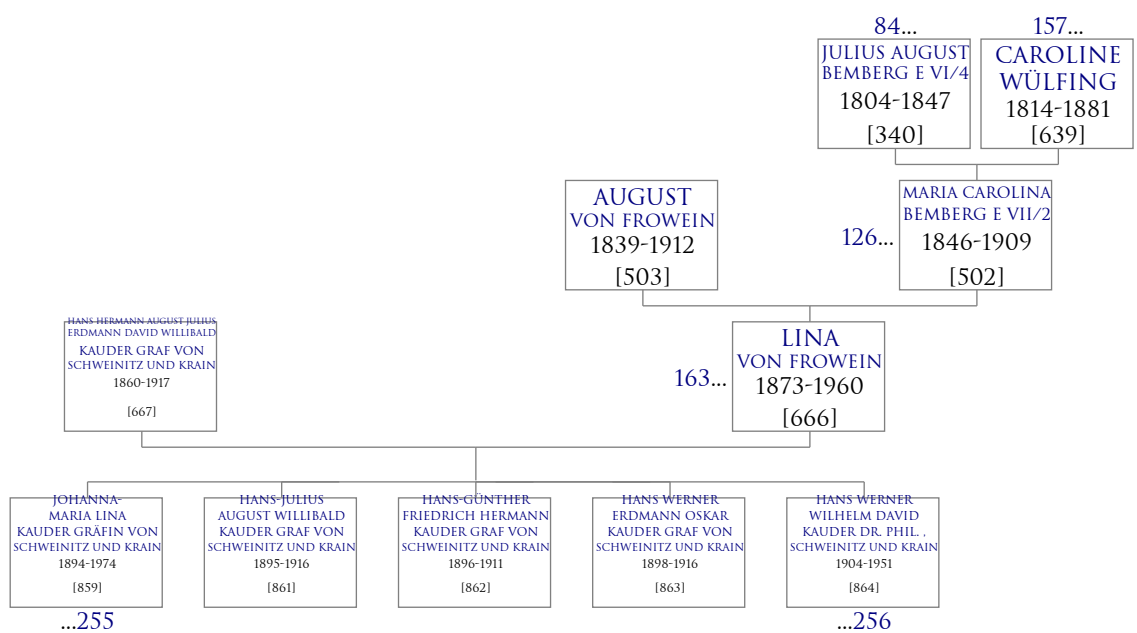 84...
157...
JULIUS AUGUST
BEMBERG E VI/4
1804-1847
[340]
CAROLINE
WÜLFING
1814-1881
[639]
AUGUST
VON FROWEIN
1839-1912
[503]
126...
MARIA CAROLINA
BEMBERG E VII/2
1846-1909
[502]
HANS HERMANN AUGUST JULIUS
ERDMANN DAVID WILLIBALD
KAUDER GRAF VON
SCHWEINITZ UND KRAIN
1860-1917
[667]
163...
LINA
VON FROWEIN
1873-1960
[666]
JOHANNA-
MARIA LINA
KAUDER GRÄFIN VON
SCHWEINITZ UND KRAIN
1894-1974
[859]
...255
HANS-JULIUS
AUGUST WILLIBALD
KAUDER GRAF VON
SCHWEINITZ UND KRAIN
1895-1916
[861]
HANS-GÜNTHER
FRIEDRICH HERMANN
KAUDER GRAF VON
SCHWEINITZ UND KRAIN
1896-1911
[862]
HANS WERNER
ERDMANN OSKAR
KAUDER GRAF VON
SCHWEINITZ UND KRAIN
1898-1916
[863]
HANS WERNER
WILHELM DAVID
KAUDER DR. PHIL. ,
SCHWEINITZ UND KRAIN
1904-1951
[864]
...256